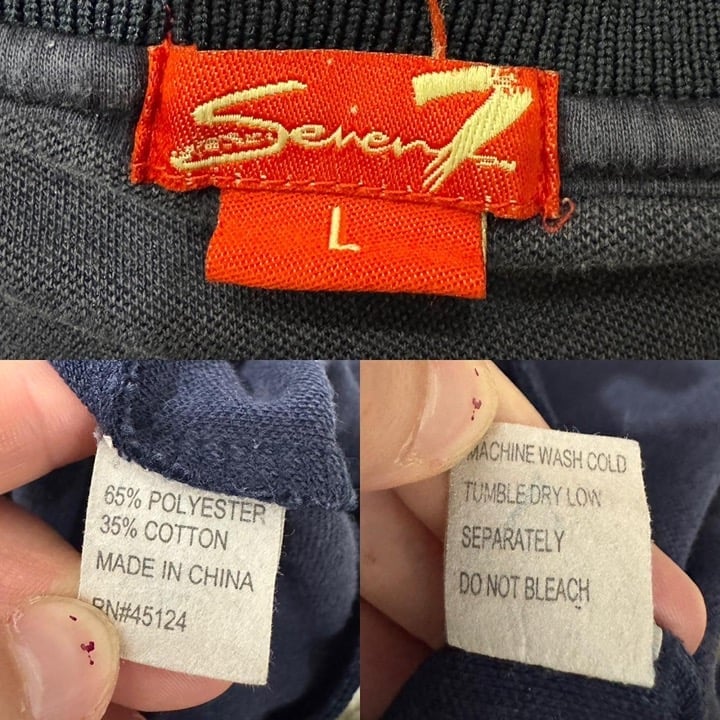 Seven7
L
65% POLYESTER
35% COTTON
MADE IN CHINA
RN#45124
MACHINE WASH COLD
TUMBLE DRY LOW
SEPARATELY
DO NOT BLEACH